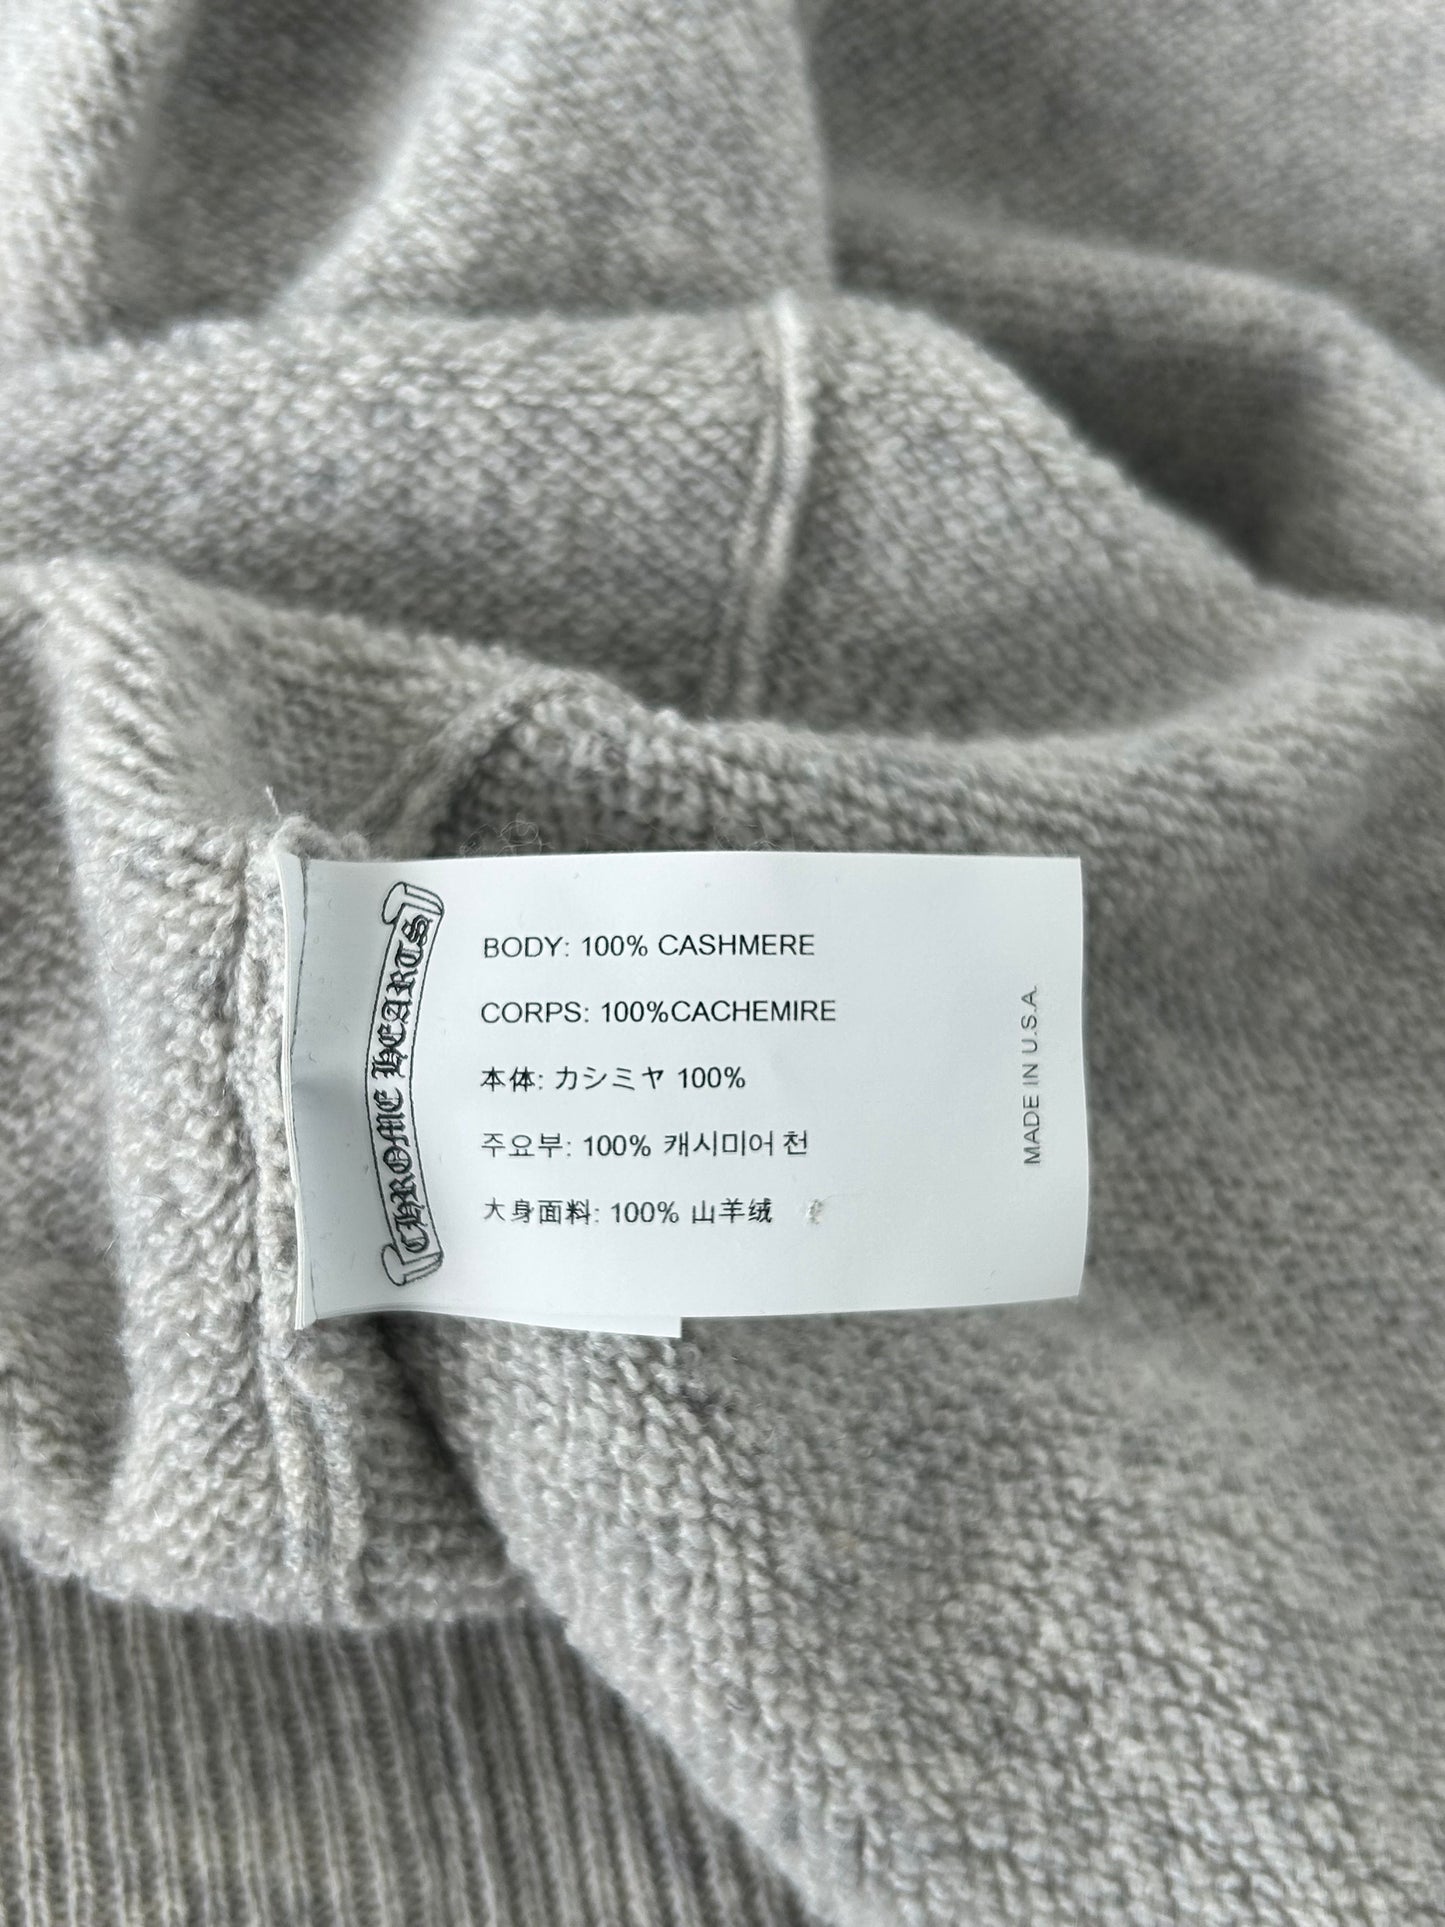 CHROME HEARTS
BODY: 100% CASHMERE
CORPS: 100%CACHEMIRE
本体: カシミヤ 100%
주요부: 100% 캐시미어 천
大身面料: 100% 山羊绒
MADE IN U.S.A.